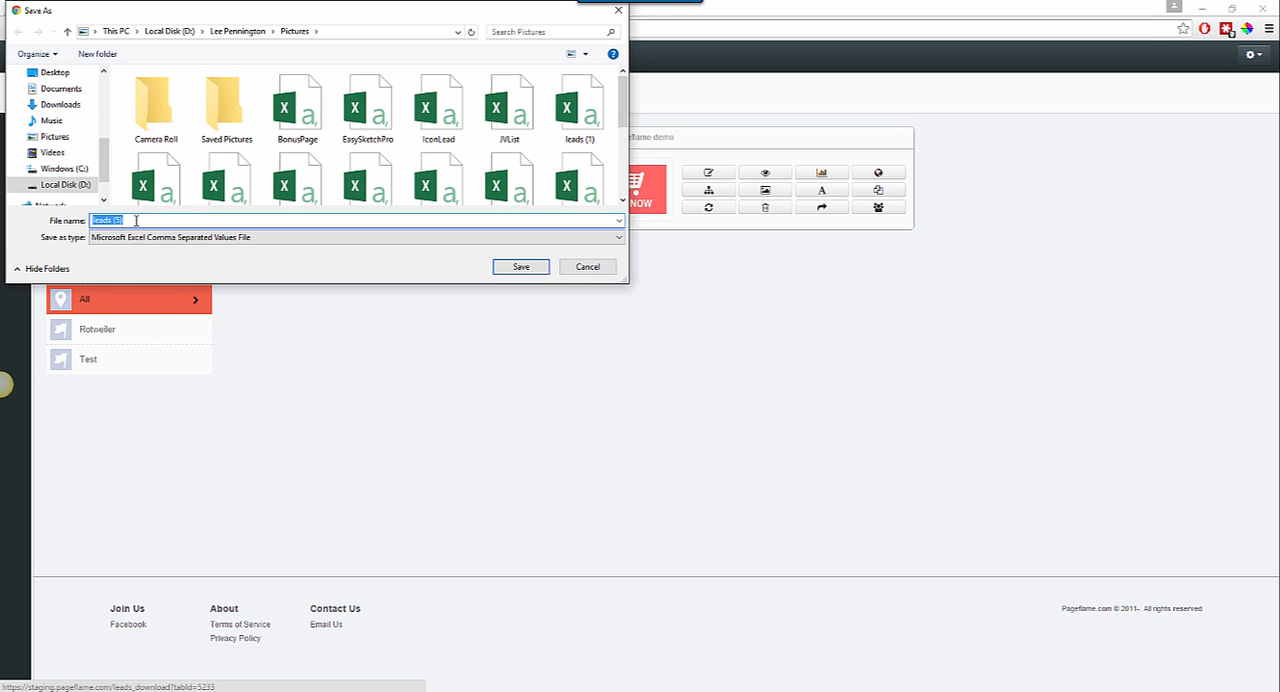 Save As
This PC > Local Disk (D:) > Lee Pennington > Pictures >
Search Pictures
Organize
New folder
Desktop
Documents
Downloads
Music
Pictures
Videos
Windows (C:)
Local Disk (D:)
Camera Roll
Saved Pictures
BonusPage
EasySketchPro
IconLead
JVList
leads (1)
File name: leads (5)
Save as type: Microsoft Excel Comma Separated Values File
Hide Folders
Save
Cancel
demo
NOW
All
Rotweiler
Test
Join Us
Facebook
About
Terms of Service
Privacy Policy
Contact Us
Email Us
Pageflame.com © 2011-. All rights reserved
https://staging.pageflame.com/leads_download?tabId=5233